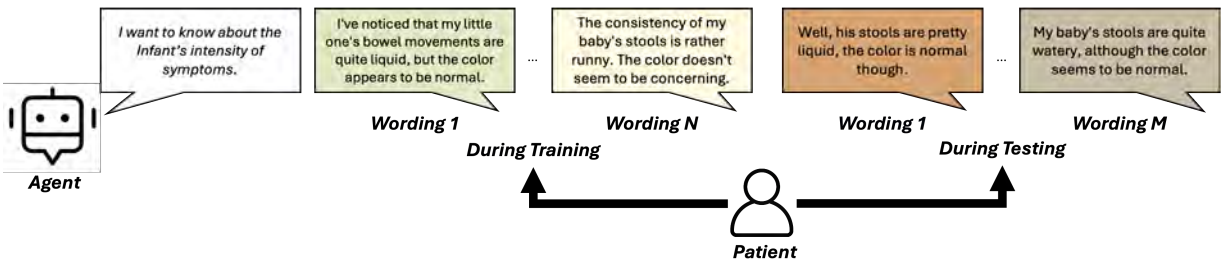 I want to know about the
Infant's intensity of
symptoms.
I've noticed that my little
one's bowel movements are
quite liquid, but the color
appears to be normal.
...
The consistency of my
baby's stools is rather
runny. The color doesn't
seem to be concerning.
Well, his stools are pretty
liquid, the color is normal
though.
...
My baby's stools are quite
watery, although the color
seems to be normal.
Wording 1
Wording N
Wording 1
Wording M
During Training
During Testing
Agent
Patient